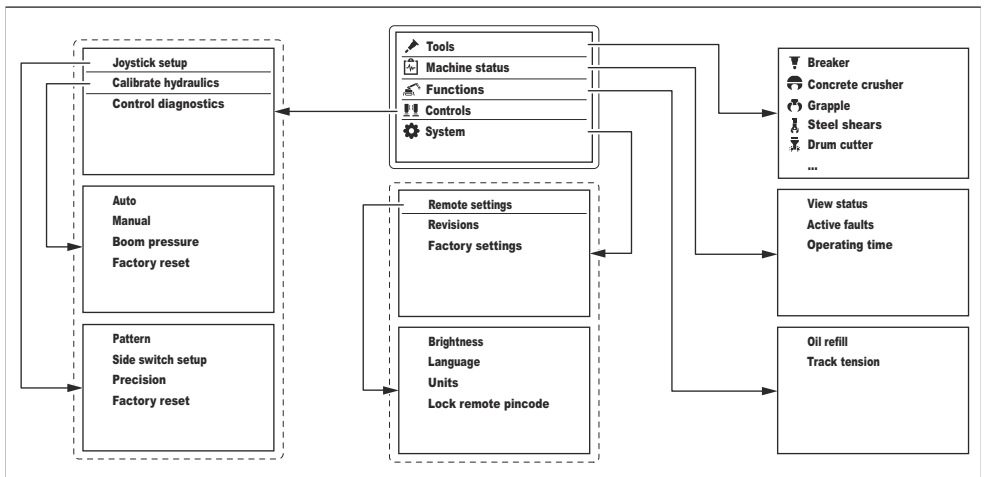 Joystick setup
Calibrate hydraulics
Control diagnostics
Auto
Manual
Boom pressure
Factory reset
Pattern
Side switch setup
Precision
Factory reset
Tools
Machine status
Functions
Controls
System
Remote settings
Revisions
Factory settings
Brightness
Language
Units
Lock remote pincode
Breaker
Concrete crusher
Grapple
Steel shears
Drum cutter
...
View status
Active faults
Operating time
Oil refill
Track tension